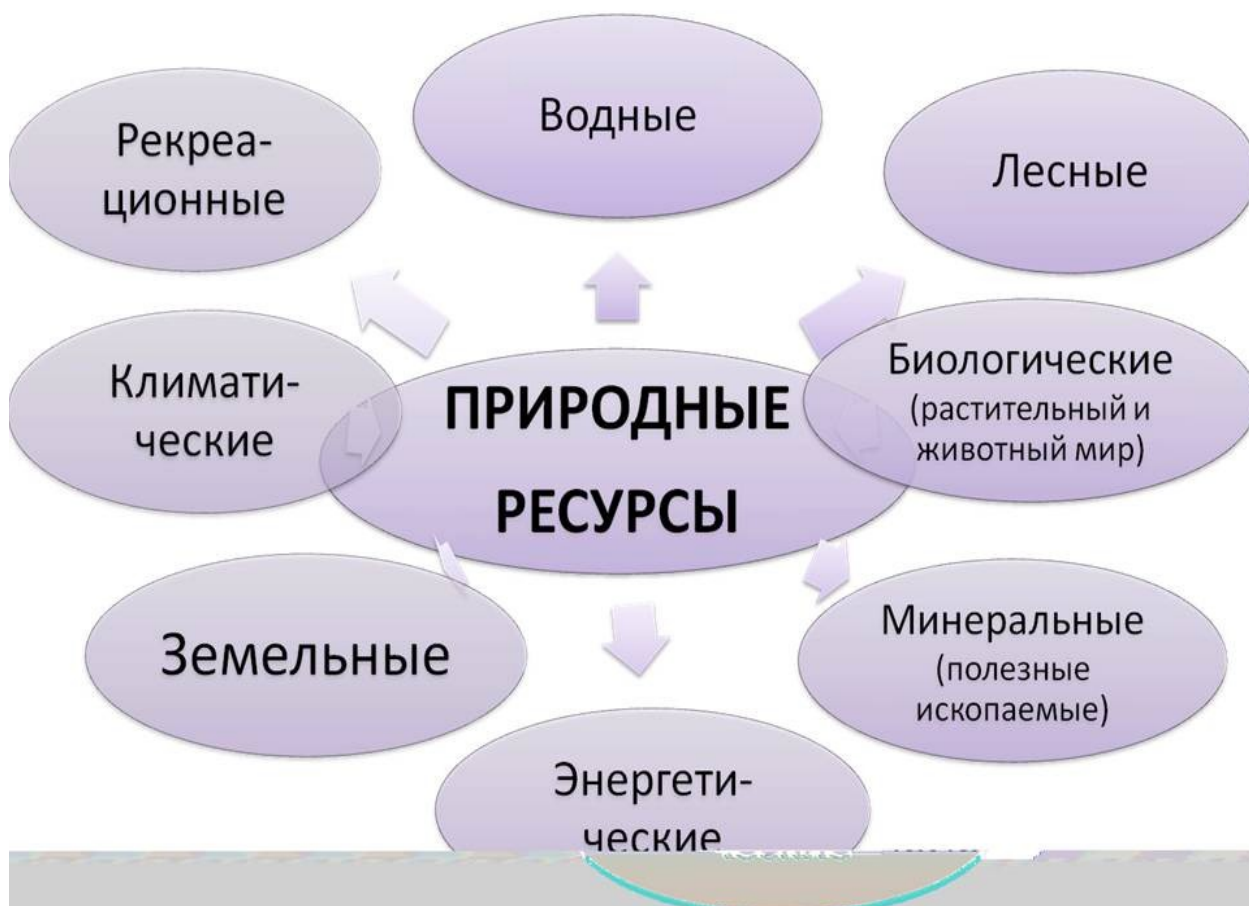 Водные
Рекреа-
ционные
Лесные
Климати-
ческие
ПРИРОДНЫЕ
РЕСУРСЫ
Биологические
(растительный и
животный мир)
Земельные
Минеральные
(полезные
ископаемые)
Энергети-
ческие